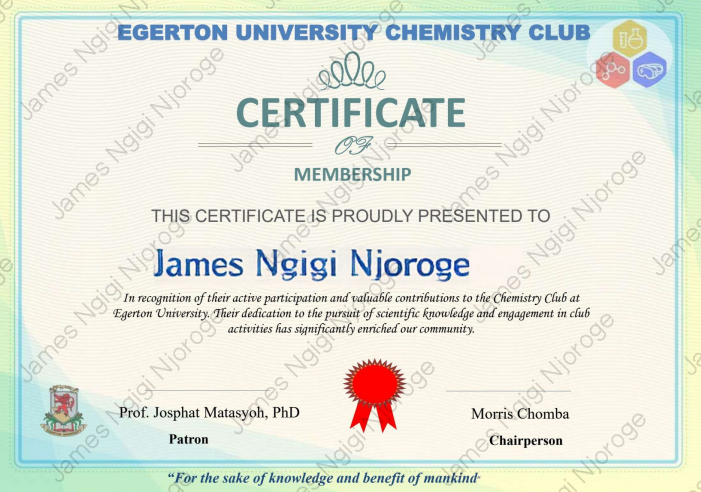 EGERTON UNIVERSITY CHEMISTRY CLUB
CERTIFICATE
OF
MEMBERSHIP
THIS CERTIFICATE IS PROUDLY PRESENTED TO
James Ngigi Njoroge
In recognition of their active participation and valuable contributions to the Chemistry Club at
Egerton University. Their dedication to the pursuit of scientific knowledge and engagement in club
activities has significantly enriched our community.
Prof. Josphat Matasyoh, PhD
Morris Chomba
Patron
Chairperson
“For the sake of knowledge and benefit of mankind
James Ngigi Njoroge